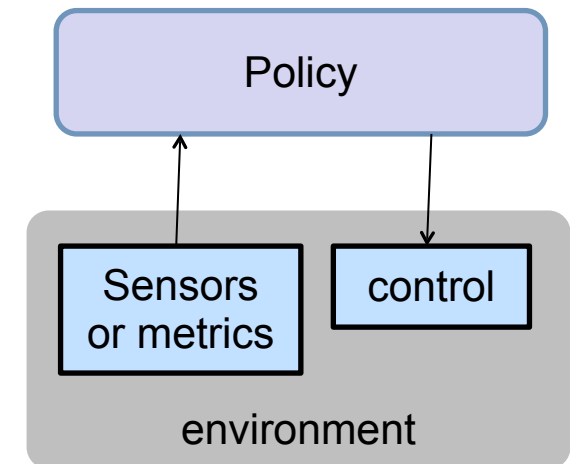 Policy
Sensors
or metrics
control
environment